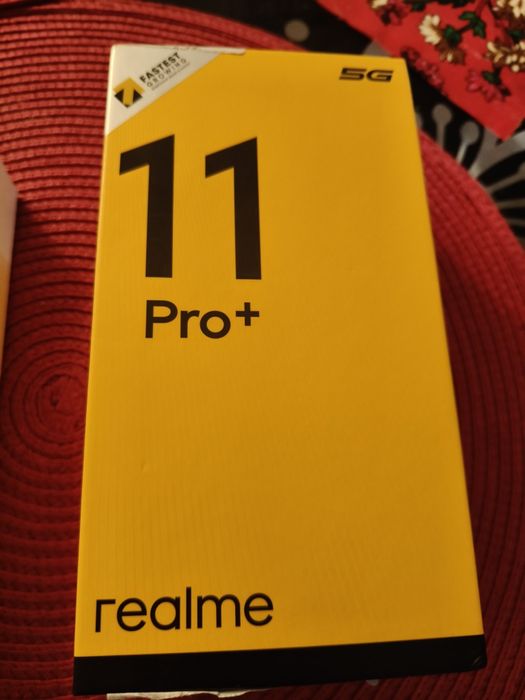 FASTEST
GROWING
5G
11
Pro+
realme